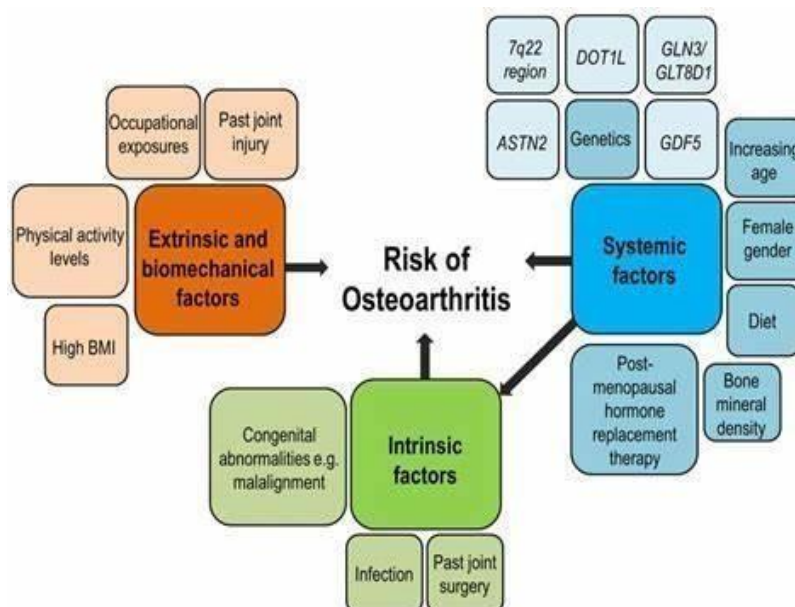 7q22
region
DOT1L
GLN3/
GLT8D1
ASTN2
Genetics
GDF5
Increasing
age
Female
gender
Diet
Bone
mineral
density
Post-
menopausal
hormone
replacement
therapy
Systemic
factors
Occupational
exposures
Past joint
injury
Physical activity
levels
High BMI
Extrinsic and
biomechanical
factors
Risk of
Osteoarthritis
Congenital
abnormalities e.g.
malalignment
Intrinsic
factors
Infection
Past joint
surgery